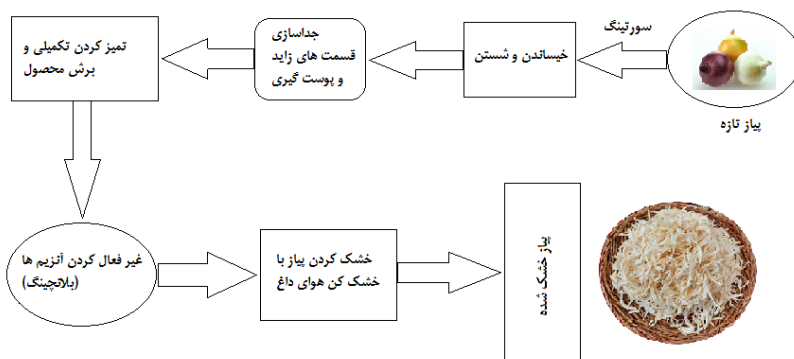 پیاز تازه
سورتینگ
خیساندن و شستن
جداسازی
قسمت های زاید
و پوست گیری
تمیز کردن تکمیلی و
برش محصول
غیر فعال کردن آنزیم ها
(بلانچینگ)
خشک کردن پیاز با
خشک کن هوای داغ
پیاز خشک شده